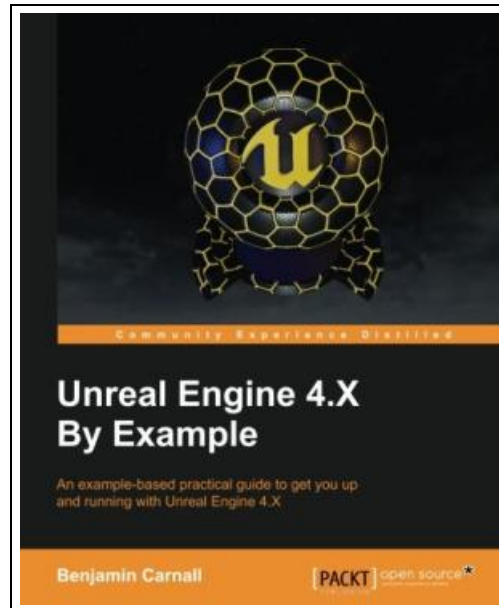 Community Experience Distilled
Unreal Engine 4.X
By Example
An example-based practical guide to get you up
and running with Unreal Engine 4.X
Benjamin Carnall
[PACKT] open source*